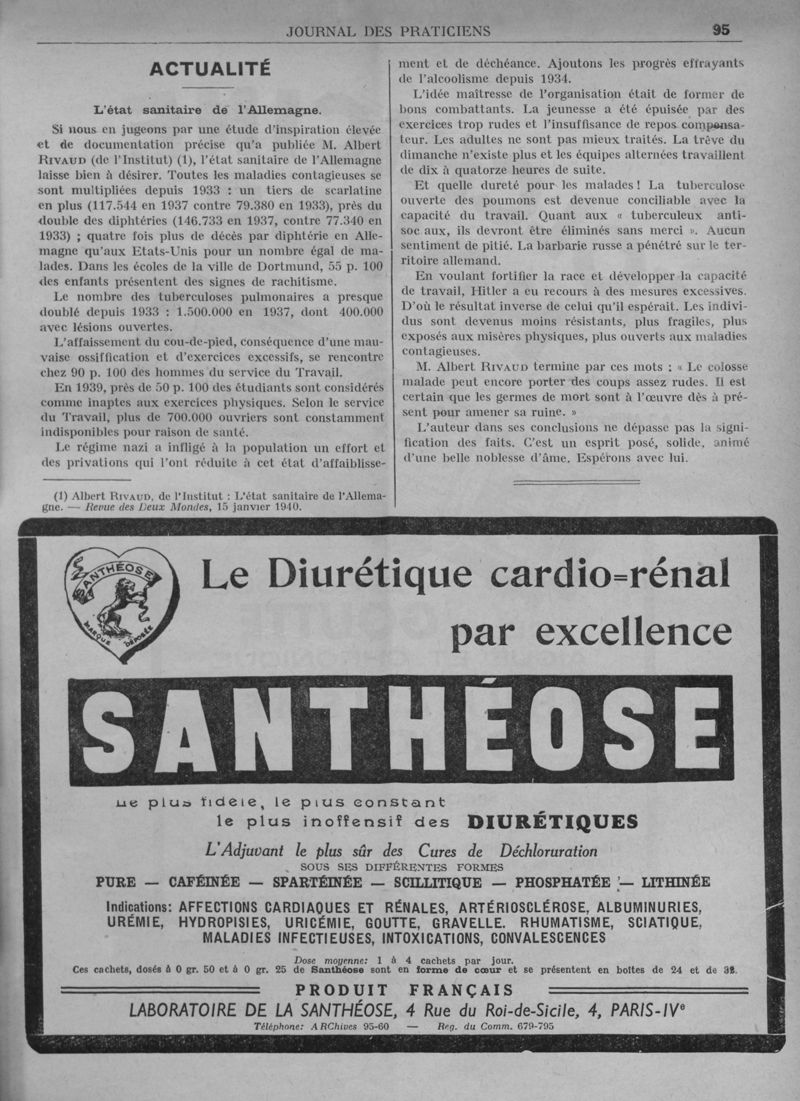 JOURNAL DES PRATICIENS
95
ACTUALITÉ
L'état sanitaire de l'Allemagne.
Si nous en jugeons par une étude d'inspiration élevée
et de documentation précise qu'a publiée M. Albert
RIVAUD (de l'Institut) (1), l'état sanitaire de l'Allemagne
laisse bien à désirer. Toutes les maladies contagieuses se
sont multipliées depuis 1933 : un tiers de scarlatine
en plus (117.544 en 1937 contre 79.380 en 1933), près du
double des diphtéries (146.733 en 1937, contre 77.340 en
1933) ; quatre fois plus de décès par diphtérie en Alle-
magne qu'aux Etats-Unis pour un nombre égal de ma-
lades. Dans les écoles de la ville de Dortmund, 55 p. 100
des enfants présentent des signes de rachitisme.
Le nombre des tuberculoses pulmonaires a presque
doublé depuis 1933 : 1.500.000 en 1937, dont 400.000
avec lésions ouvertes.
L'affaissement du cou-de-pied, conséquence d'une mau-
vaise ossiffication et d'exercices excessifs, se rencontre
chez 90 p. 100 des hommes du service du Travail.
En 1939, près de 50 p. 100 des étudiants sont considérés
comme inaptes aux exercices physiques. Selon le service
du Travail, plus de 700.000 ouvriers sont constamment
indisponibles pour raison de santé.
Le régime nazi a infligé à la population un effort et
des privations qui l'ont réduite à cet état d'affaiblisse-
(1) Albert RIVAUD, de l'Institut : L'état sanitaire de l'Allema-
gne. — Revue des Deux Mondes, 15 janvier 1940.
ment et de déchéance. Ajoutons les progrès effrayants
de l'alcoolisme depuis 1934.
L'idée maîtresse de l'organisation était de former de
bons combattants. La jeunesse a été épuisée par des
exercices trop rudes et l'insuffisance de repos compensa-
teur. Les adultes ne sont pas mieux traités. La trêve du
dimanche n'existe plus et les équipes alternées travaillent
de dix à quatorze heures de suite.
Et quelle dureté pour les malades ! La tuberculose
ouverte des poumons est devenue conciliable avec la
capacité du travail. Quant aux « tuberculeux anti-
soc aux, ils devront être éliminés sans merci ». Aucun
sentiment de pitié. La barbarie russe a pénétré sur le ter-
ritoire allemand.
En voulant fortifier la race et développer la capacité
de travail, Hitler a eu recours à des mesures excessives.
D'où le résultat inverse de celui qu'il espérait. Les indivi-
dus sont devenus moins résistants, plus fragiles, plus
exposés aux misères physiques, plus ouverts aux maladies
contagieuses.
M. Albert RIVAUD termine par ces mots : « Le colosse
malade peut encore porter des coups assez rudes. Il est
certain que les germes de mort sont à l'œuvre dès à pré-
sent pour amener sa ruine. »
L'auteur dans ses conclusions ne dépasse pas la signi-
fication des faits. C'est un esprit posé, solide, animé
d'une belle noblesse d'âme. Espérons avec lui.
SANTHÉOSE
MARQUE DÉPOSÉE
Le Diurétique cardio=rénal
par excellence
SANTHÉOSE
Le plus fidèle, le plus constant
le plus inoffensif des DIURÉTIQUES
L'Adjuvant le plus sûr des Cures de Déchloruration
SOUS SES DIFFÉRENTES FORMES
PURE — CAFÉINÉE — SPARTÉINÉE — SCILLITIQUE — PHOSPHATÉE — LITHINÉE
Indications: AFFECTIONS CARDIAQUES ET RÉNALES, ARTÉRIOSCLÉROSE, ALBUMINURIES,
URÉMIE, HYDROPISIES, URICÉMIE, GOUTTE, GRAVELLE. RHUMATISME, SCIATIQUE,
MALADIES INFECTIEUSES, INTOXICATIONS, CONVALESCENCES
Dose moyenne: 1 à 4 cachets par jour.
Ces cachets, dosés à 0 gr. 50 et à 0 gr. 25 de Santhéose sont en forme de cœur et se présentent en boites de 24 et de 32.
PRODUIT FRANÇAIS
LABORATOIRE DE LA SANTHÉOSE, 4 Rue du Roi-de-Sicile, 4, PARIS-IVe
Téléphone: ARChives 95-60 — Reg. du Comm. 679-795